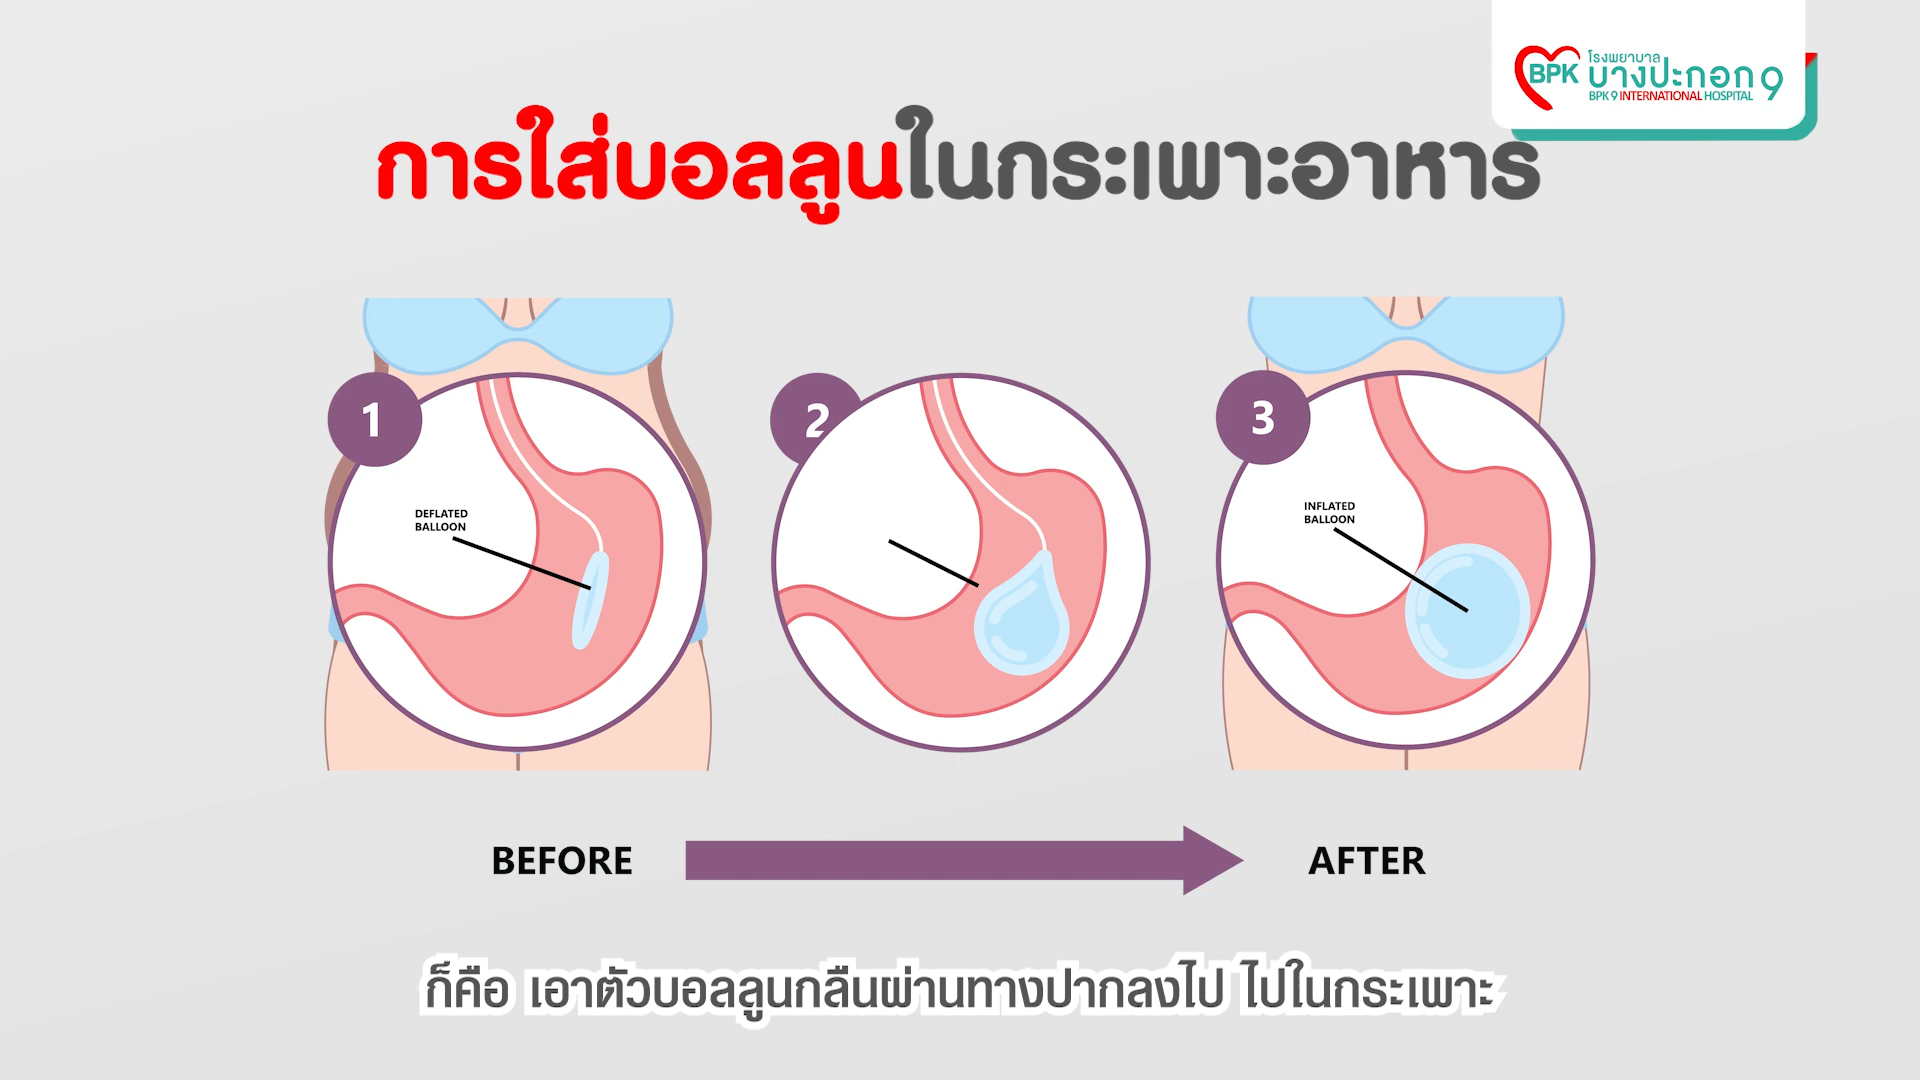 BPK
โรงพยาบาล
บางปะกอก 9
BPK 9 INTERNATIONAL HOSPITAL
การใส่บอลลูนในกระเพาะอาหาร
1
2
3
DEFLATED
BALLOON
INFLATED
BALLOON
BEFORE
AFTER
ก็คือ เอาตัวบอลลูนกลืนผ่านทางปากลงไป ไปในกระเพาะ